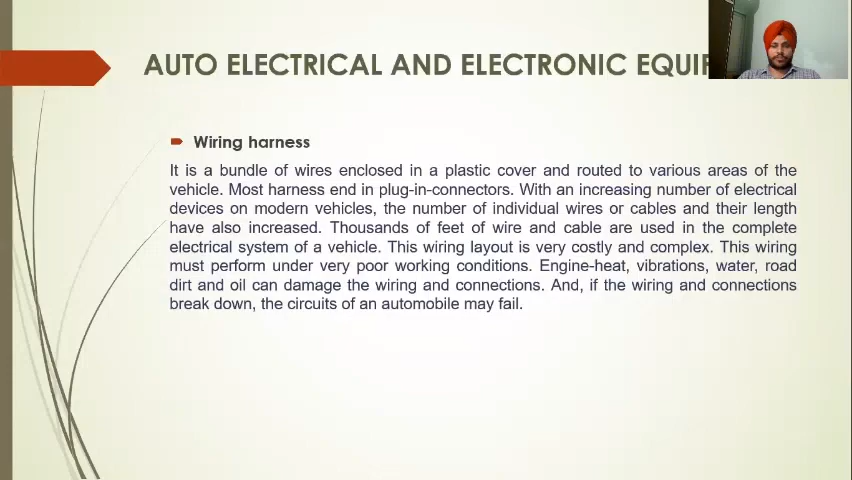 AUTO ELECTRICAL AND ELECTRONIC
Wiring harness
It is a bundle of wires enclosed in a plastic cover and routed to various areas of the
vehicle. Most harness end in plug-in-connectors. With an increasing number of electrical
devices on modern vehicles, the number of individual wires or cables and their length
have also increased. Thousands of feet of wire and cable are used in the complete
electrical system of a vehicle. This wiring layout is very costly and complex. This wiring
must perform under very poor working conditions. Engine-heat, vibrations, water, road
dirt and oil can damage the wiring and connections. And, if the wiring and connections
break down, the circuits of an automobile may fail.